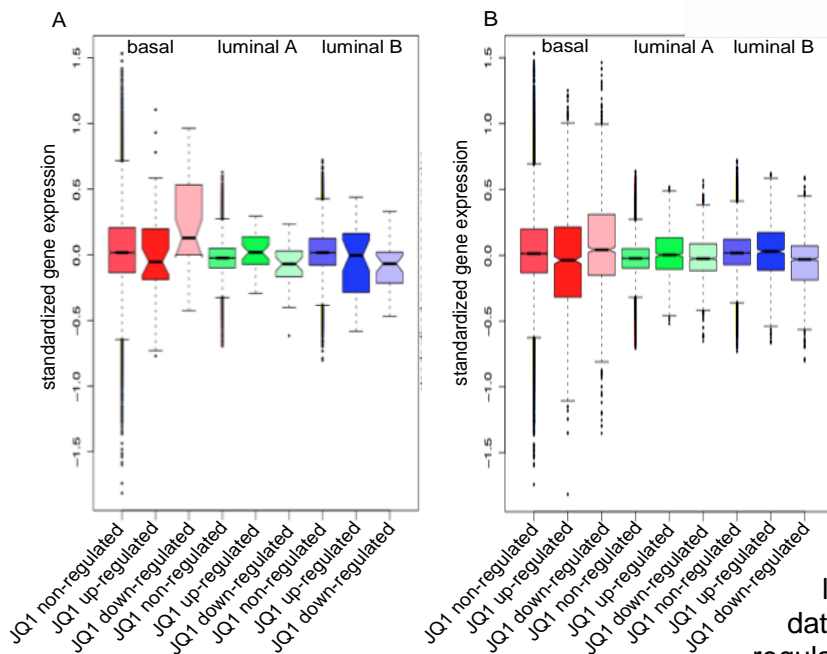 A
basal luminal A luminal B
standardized gene expression
1.5
1.0
0.5
0.0
−0.5
−1.0
−1.5
JQ1 non-regulated
JQ1 up-regulated
JQ1 down-regulated
JQ1 non-regulated
JQ1 up-regulated
JQ1 down-regulated
JQ1 non-regulated
JQ1 up-regulated
JQ1 down-regulated
B
basal luminal A luminal B
standardized gene expression
1.5
1.0
0.5
0.0
−0.5
−1.0
−1.5
JQ1 non-regulated
JQ1 up-regulated
JQ1 down-regulated
JQ1 non-regulated
JQ1 up-regulated
JQ1 down-regulated
JQ1 non-regulated
JQ1 up-regulated
JQ1 down-regulated
dat
regula